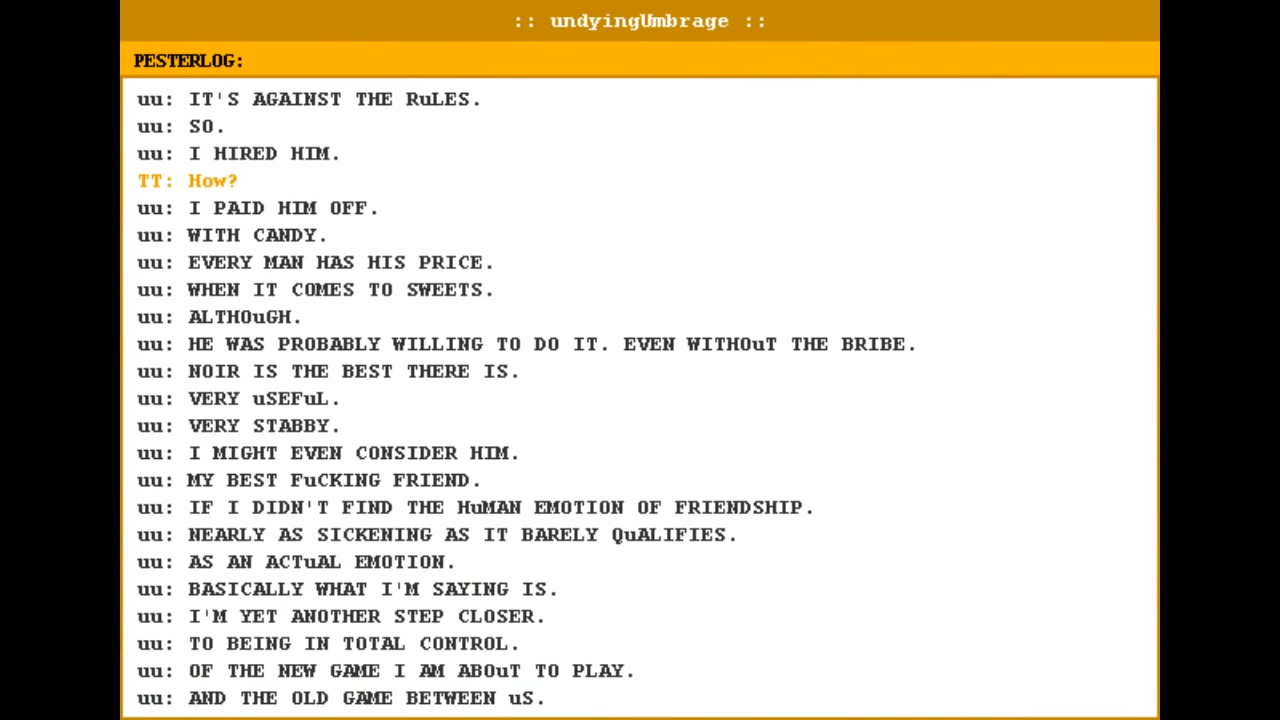 :: undyingUmbrage ::
PESTERLOG:
uu: IT'S AGAINST THE RuLES.
uu: SO.
uu: I HIRED HIM.
TT: How?
uu: I PAID HIM OFF.
uu: WITH CANDY.
uu: EVERY MAN HAS HIS PRICE.
uu: WHEN IT COMES TO SWEETS.
uu: ALTHOuGH.
uu: HE WAS PROBABLY WILLING TO DO IT. EVEN WITHOuT THE BRIBE.
uu: NOIR IS THE BEST THERE IS.
uu: VERY uSEFuL.
uu: VERY STABBY.
uu: I MIGHT EVEN CONSIDER HIM.
uu: MY BEST FuCKING FRIEND.
uu: IF I DIDN'T FIND THE HuMAN EMOTION OF FRIENDSHIP.
uu: NEARLY AS SICKENING AS IT BARELY QuALIFIES.
uu: AS AN ACTuAL EMOTION.
uu: BASICALLY WHAT I'M SAYING IS.
uu: I'M YET ANOTHER STEP CLOSER.
uu: TO BEING IN TOTAL CONTROL.
uu: OF THE NEW GAME I AM ABOuT TO PLAY.
uu: AND THE OLD GAME BETWEEN uS.